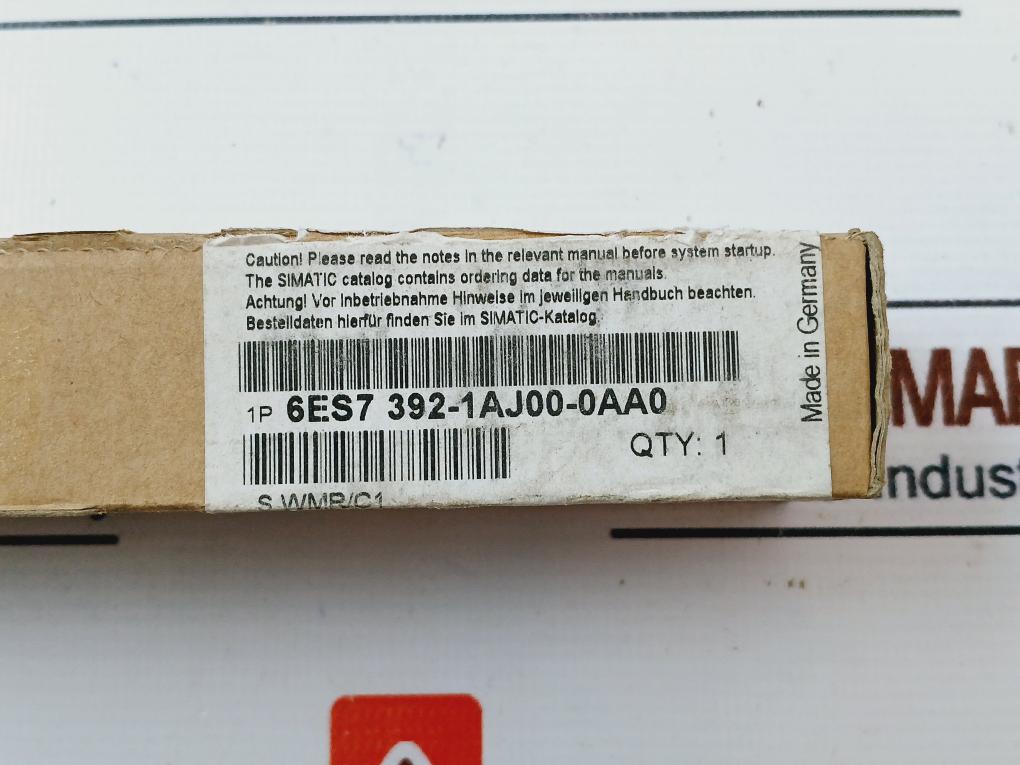 Caution! Please read the notes in the relevant manual before system startup.
The SIMATIC catalog contains ordering data for the manuals.
Achtung! Vor Inbetriebnahme Hinweise im jeweiligen Handbuch beachten.
Bestelldaten hierfür finden Sie im SIMATIC-Katalog.
1P 6ES7 392-1AJ00-0AA0
QTY: 1
S WMR/C1
Made in Germany